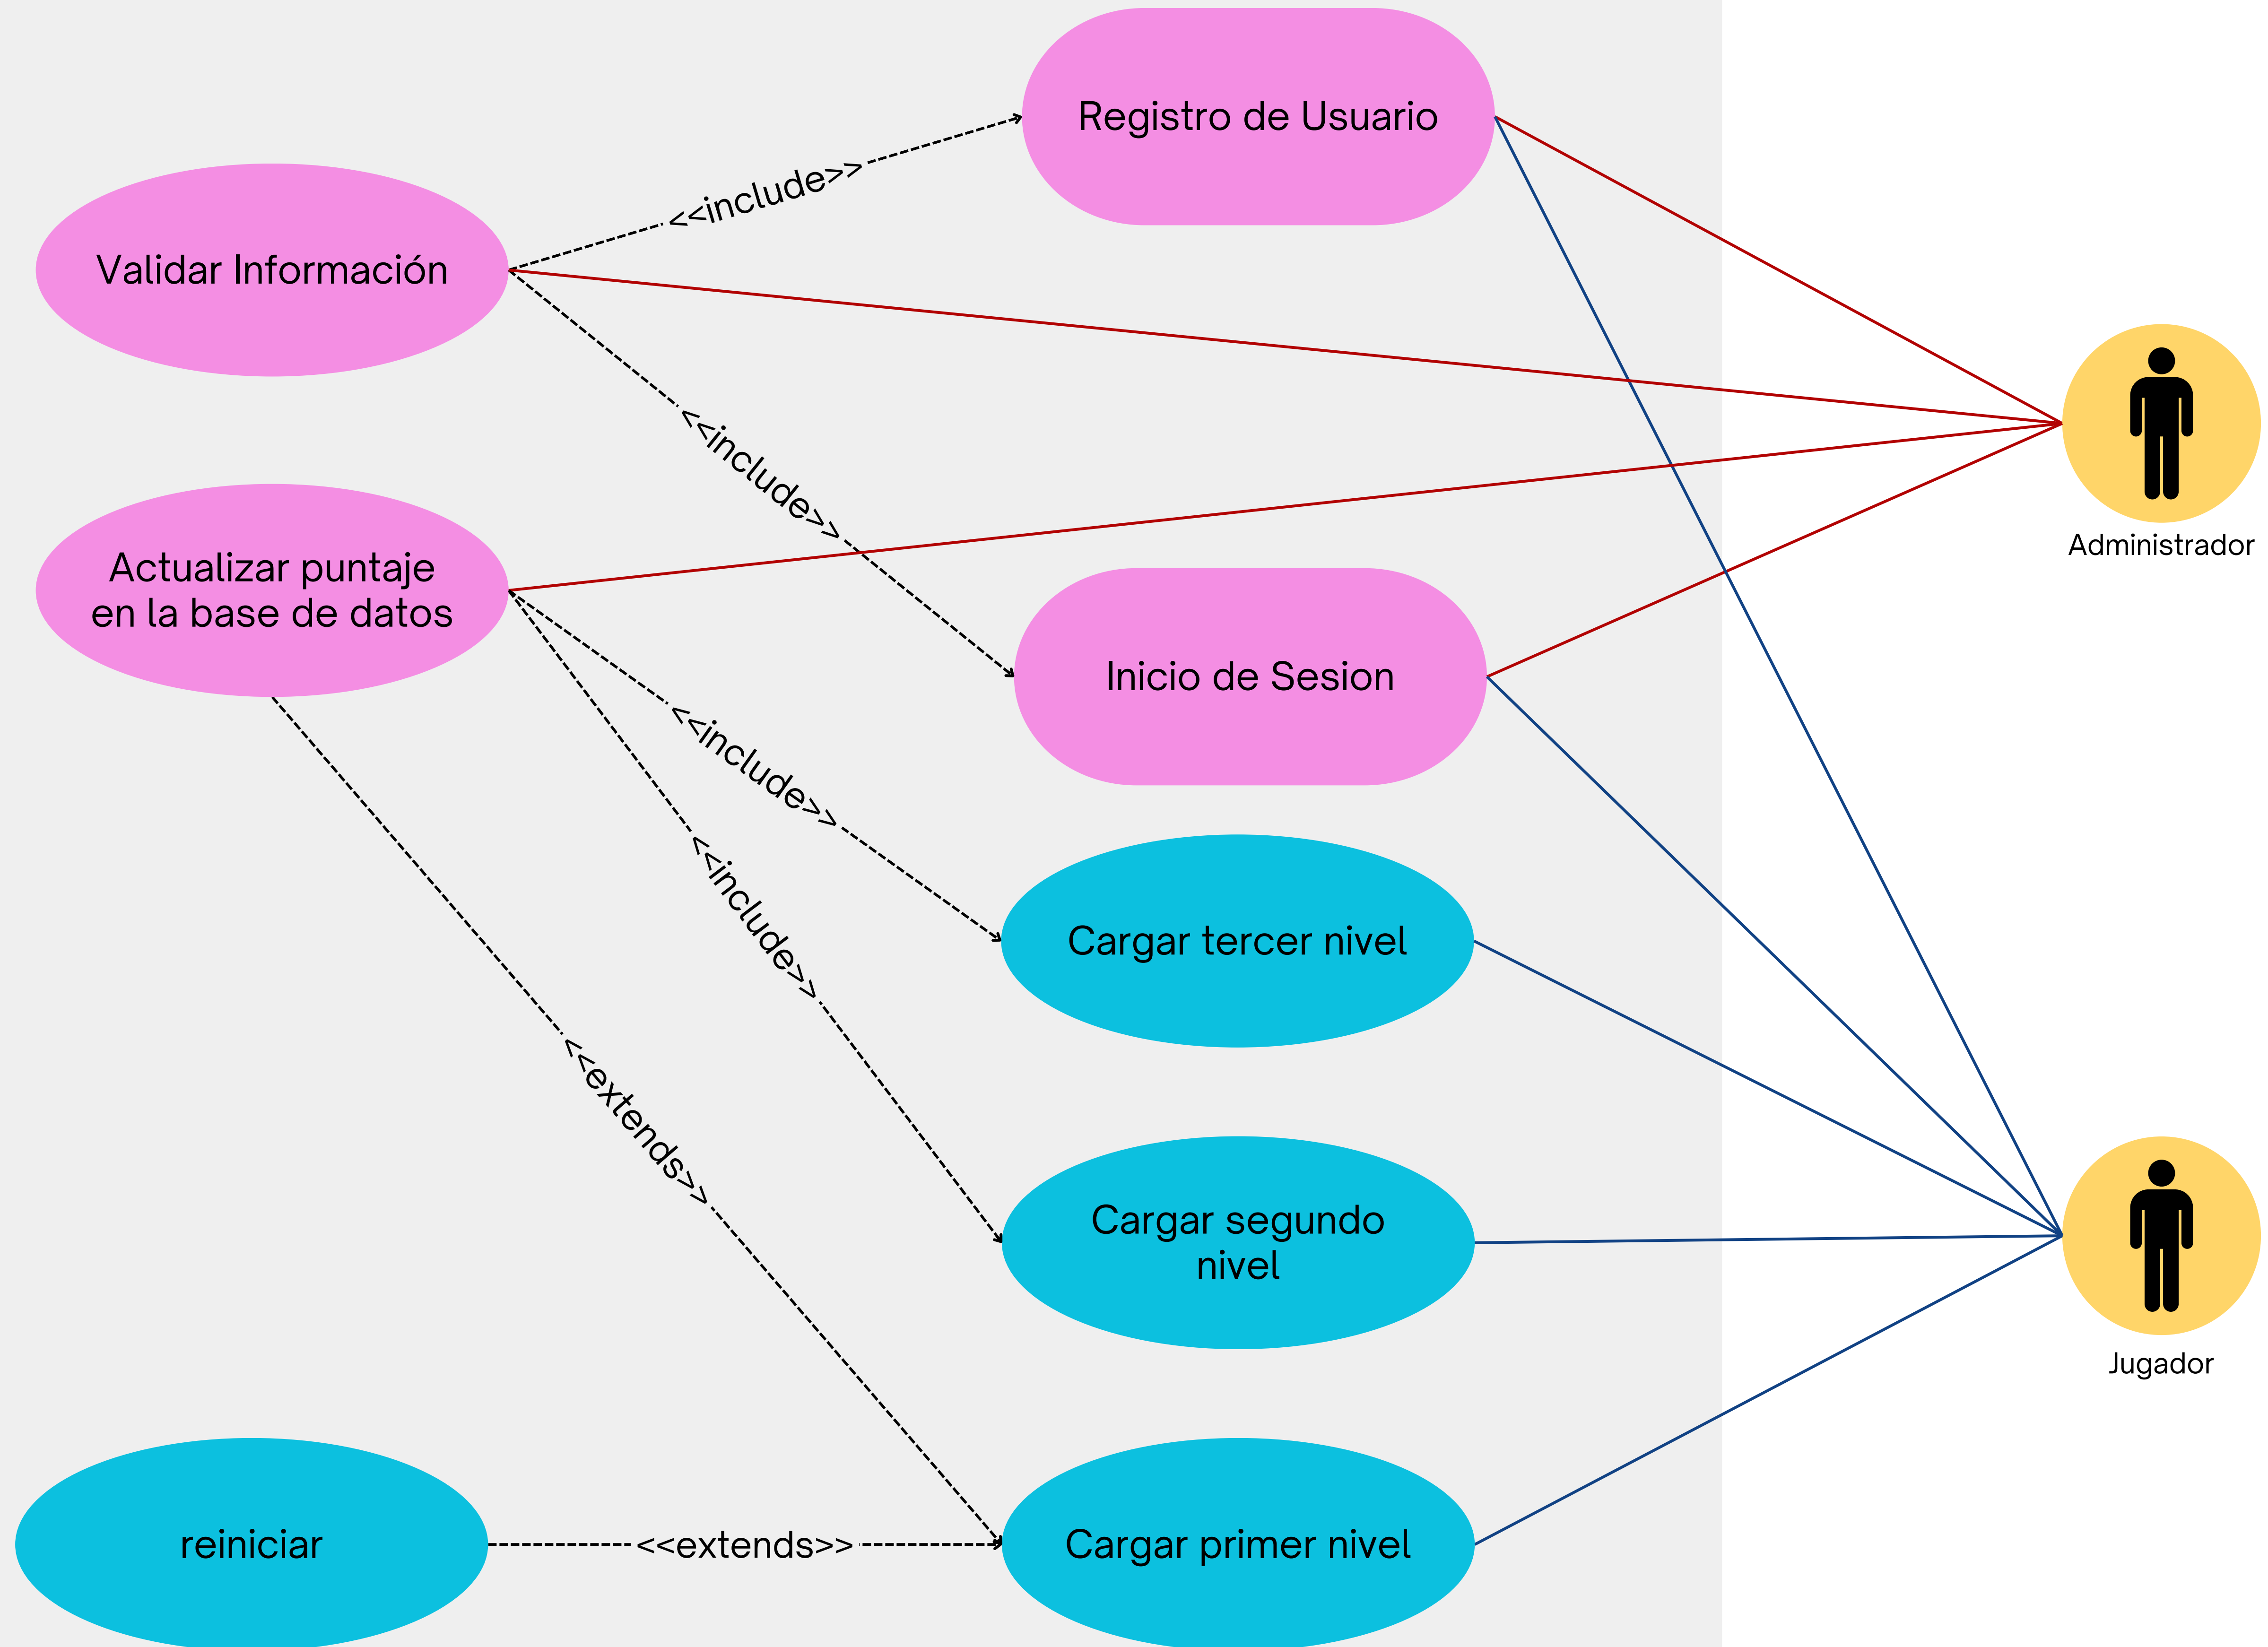 Registro de Usuario
<<include>>
Validar Información
<<include>>
Administrador
Actualizar puntaje
en la base de datos
Inicio de Sesion
<<include>>
<<include>>
Cargar tercer nivel
<<extends>>
Cargar segundo
nivel
Jugador
reiniciar
<<extends>>
Cargar primer nivel